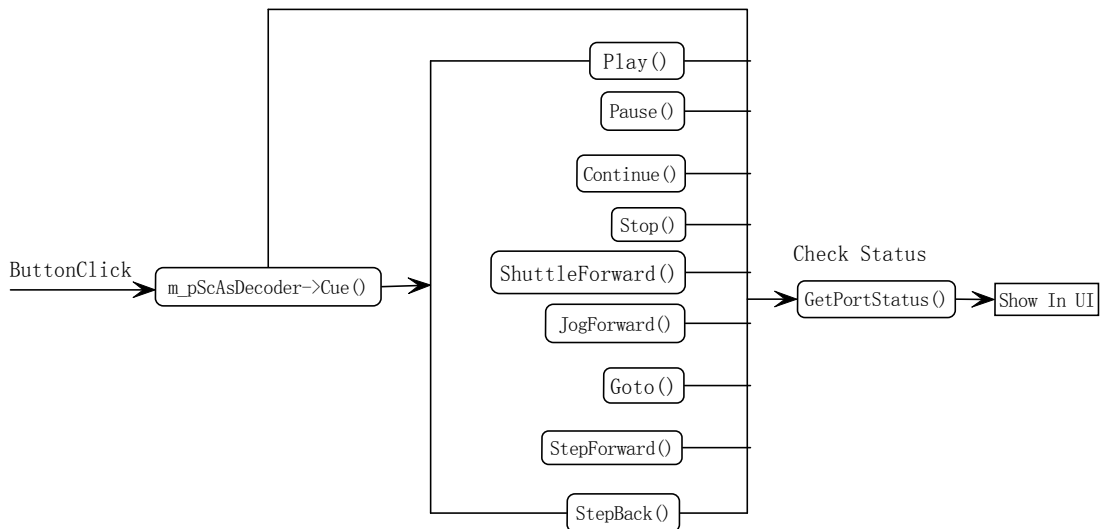 ButtonClick
m_pScAsDecoder->Cue()
Play()
Pause()
Continue()
Stop()
ShuttleForward()
JogForward()
Goto()
StepForward()
StepBack()
Check Status
GetPortStatus()
Show In UI